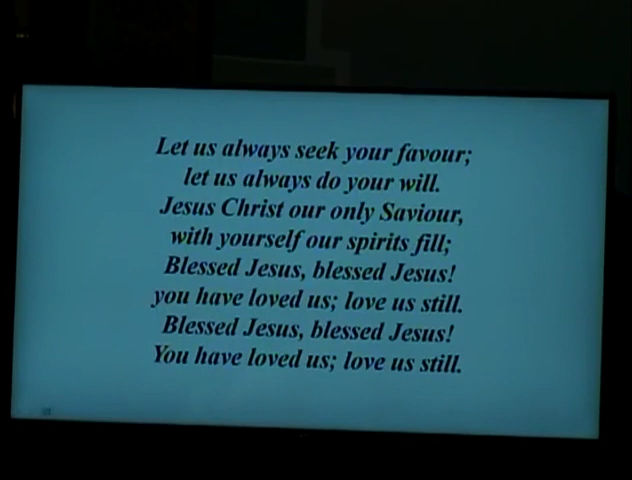 Let us always seek your favour;
let us always do your will.
Jesus Christ our only Saviour,
with yourself our spirits fill;
Blessed Jesus, blessed Jesus!
you have loved us; love us still.
Blessed Jesus, blessed Jesus!
You have loved us; love us still.